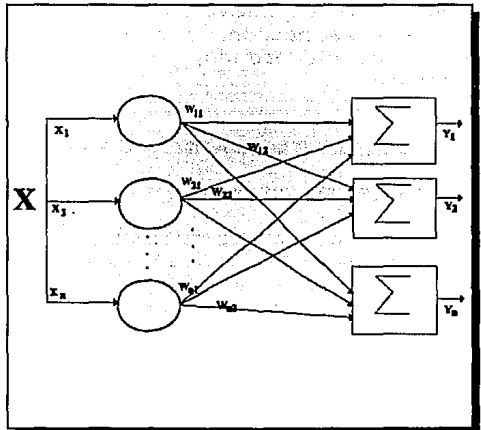 X
X₁
X₂
Xₙ
W₁₁
W₁₂
W₂₁
W₂₂
Wₙ₁
Wₙ₂
Σ
Σ
Σ
Y₁
Y₂
Yₙ